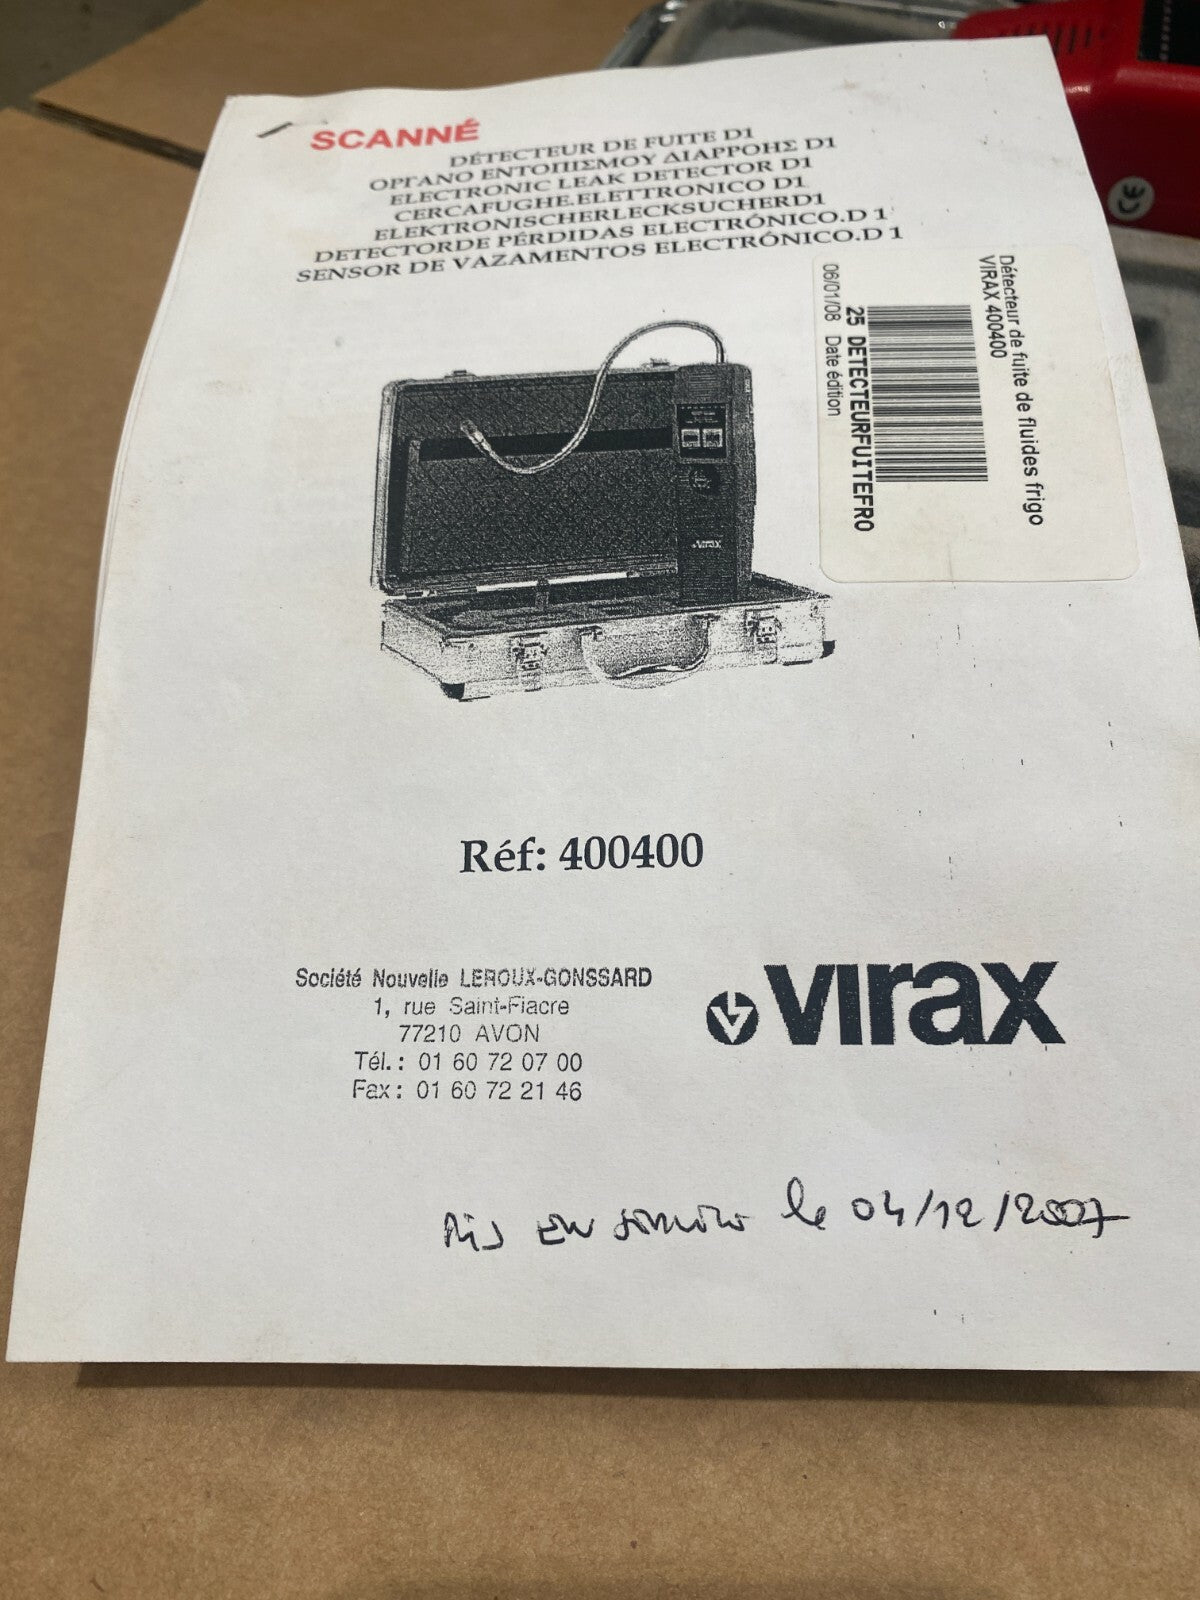 SCANNÉ
DÉTECTEUR DE FUITE D1
ΟΡΓΑΝΟ ΕΝΤΟΠΙΣΜΟΥ ΔΙΑΡΡΟΗΣ D1
ELECTRONIC LEAK DETECTOR D1
CERCAFUGHE.ELETTRONICO D1
ELEKTRONISCHERLECKSUCHERD1
DETECTORDE PÉRDIDAS ELECTRÓNICO.D 1
SENSOR DE VAZAMENTOS ELECTRÓNICO.D 1
Détecteur de fuite de fluides frigo
VIRAX 400400
25 DETECTEURFUITEFRO
06/01/08 Date édition
virax
Réf: 400400
Société Nouvelle LEROUX-GONSSARD
1, rue Saint-Fiacre
77210 AVON
Tél.: 01 60 72 07 00
Fax: 01 60 72 21 46
virax
le 04/12/2007
CE